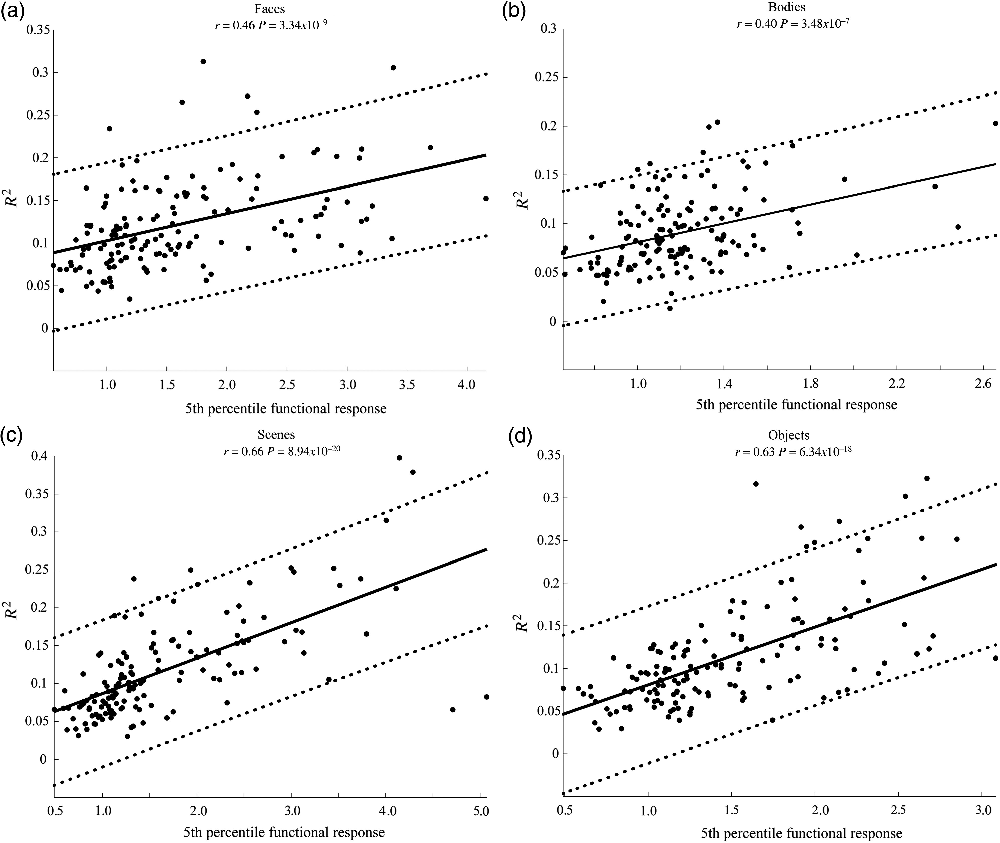 (a)
Faces
r = 0.46 P = 3.34x10–9
0.35
0.3
0.25
0.2
0.15
0.1
0.05
0
R2
1.0 1.5 2.0 2.5 3.0 3.5 4.0
5th percentile functional response
(b)
Bodies
r = 0.40 P = 3.48x10–7
0.3
0.25
0.2
0.15
0.1
0.05
0
R2
1.0 1.4 1.8 2.2 2.6
5th percentile functional response
(c)
Scenes
r = 0.66 P = 8.94x10–20
0.4
0.35
0.3
0.25
0.2
0.15
0.1
0.05
0
R2
0.5 1.0 2.0 3.0 4.0 5.0
5th percentile functional response
(d)
Objects
r = 0.63 P = 6.34x10–18
0.35
0.3
0.25
0.2
0.15
0.1
0.05
0
R2
0.5 1.0 1.5 2.0 2.5 3.0
5th percentile functional response